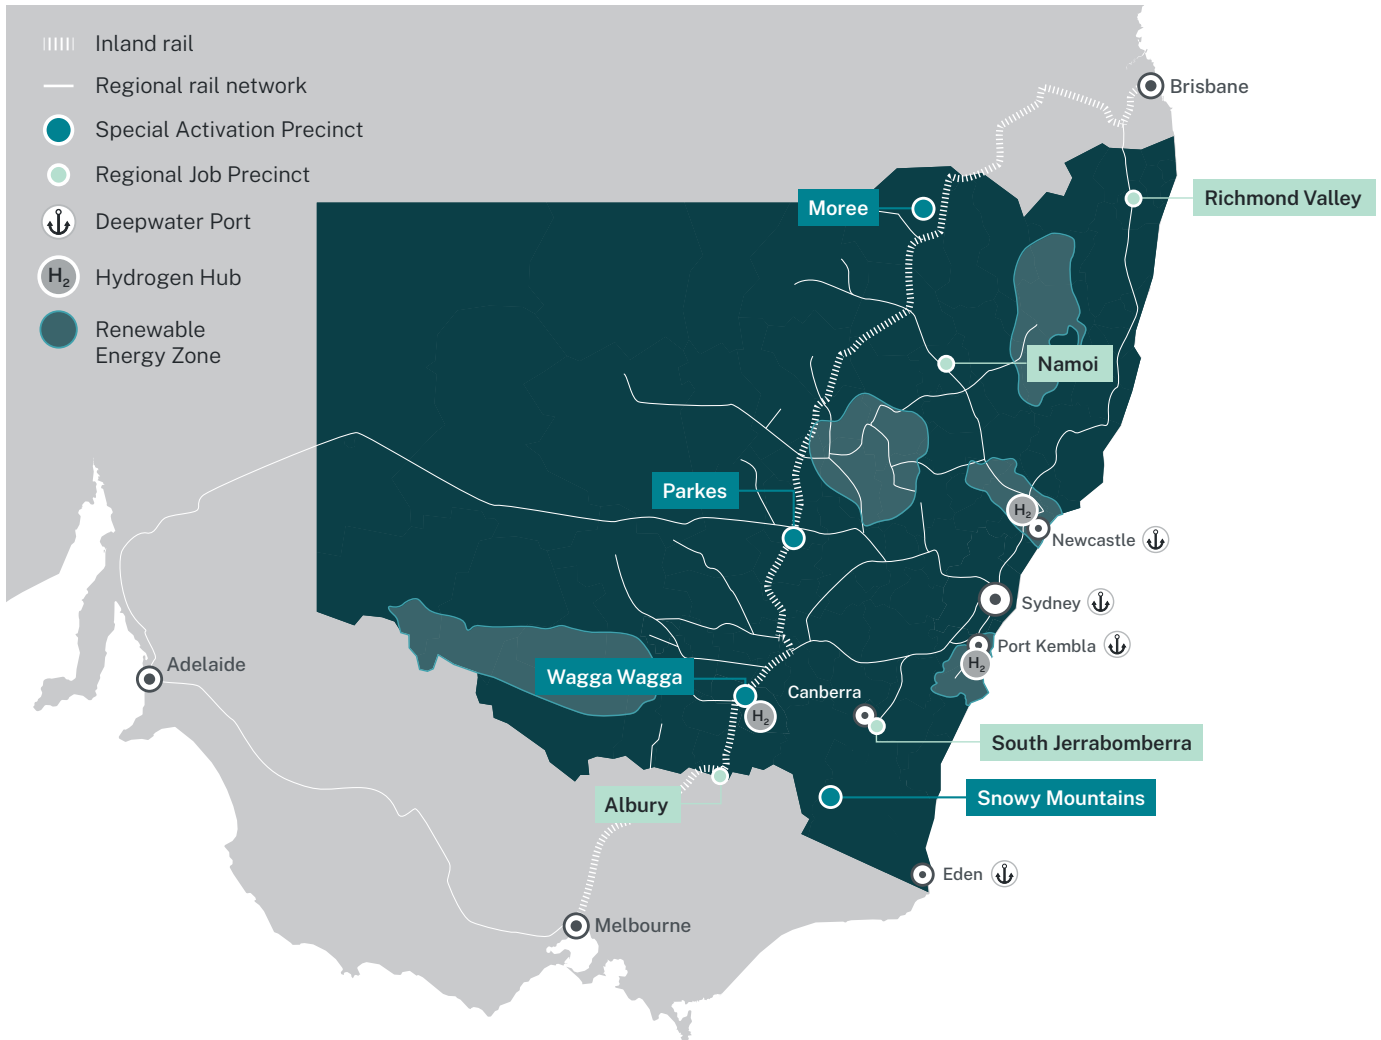 Inland rail
Regional rail network
Special Activation Precinct
Regional Job Precinct
Deepwater Port
H₂ Hydrogen Hub
Renewable
Energy Zone
Brisbane
Richmond Valley
Moree
Namoi
Parkes
H₂
Newcastle
Sydney
Port Kembla
H₂
Adelaide
Wagga Wagga
Canberra
H₂
South Jerrabomberra
Snowy Mountains
Albury
Eden
Melbourne